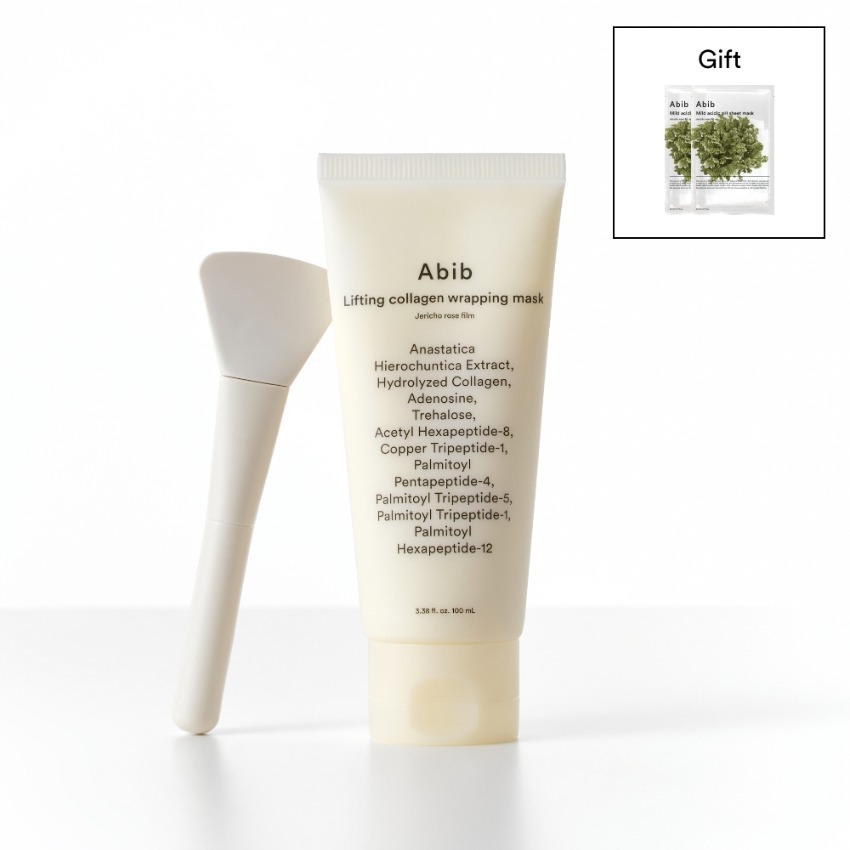 Gift
Abib
Abib
Mild acidic pH sheet mask
Abib
Lifting collagen wrapping mask
Jericho rose film
Anastatica
Hierochuntica Extract,
Hydrolyzed Collagen,
Adenosine,
Trehalose,
Acetyl Hexapeptide-8,
Copper Tripeptide-1,
Palmitoyl
Pentapeptide-4,
Palmitoyl Tripeptide-5,
Palmitoyl Tripeptide-1,
Palmitoyl
Hexapeptide-12
3.38 fl. oz. 100 mL